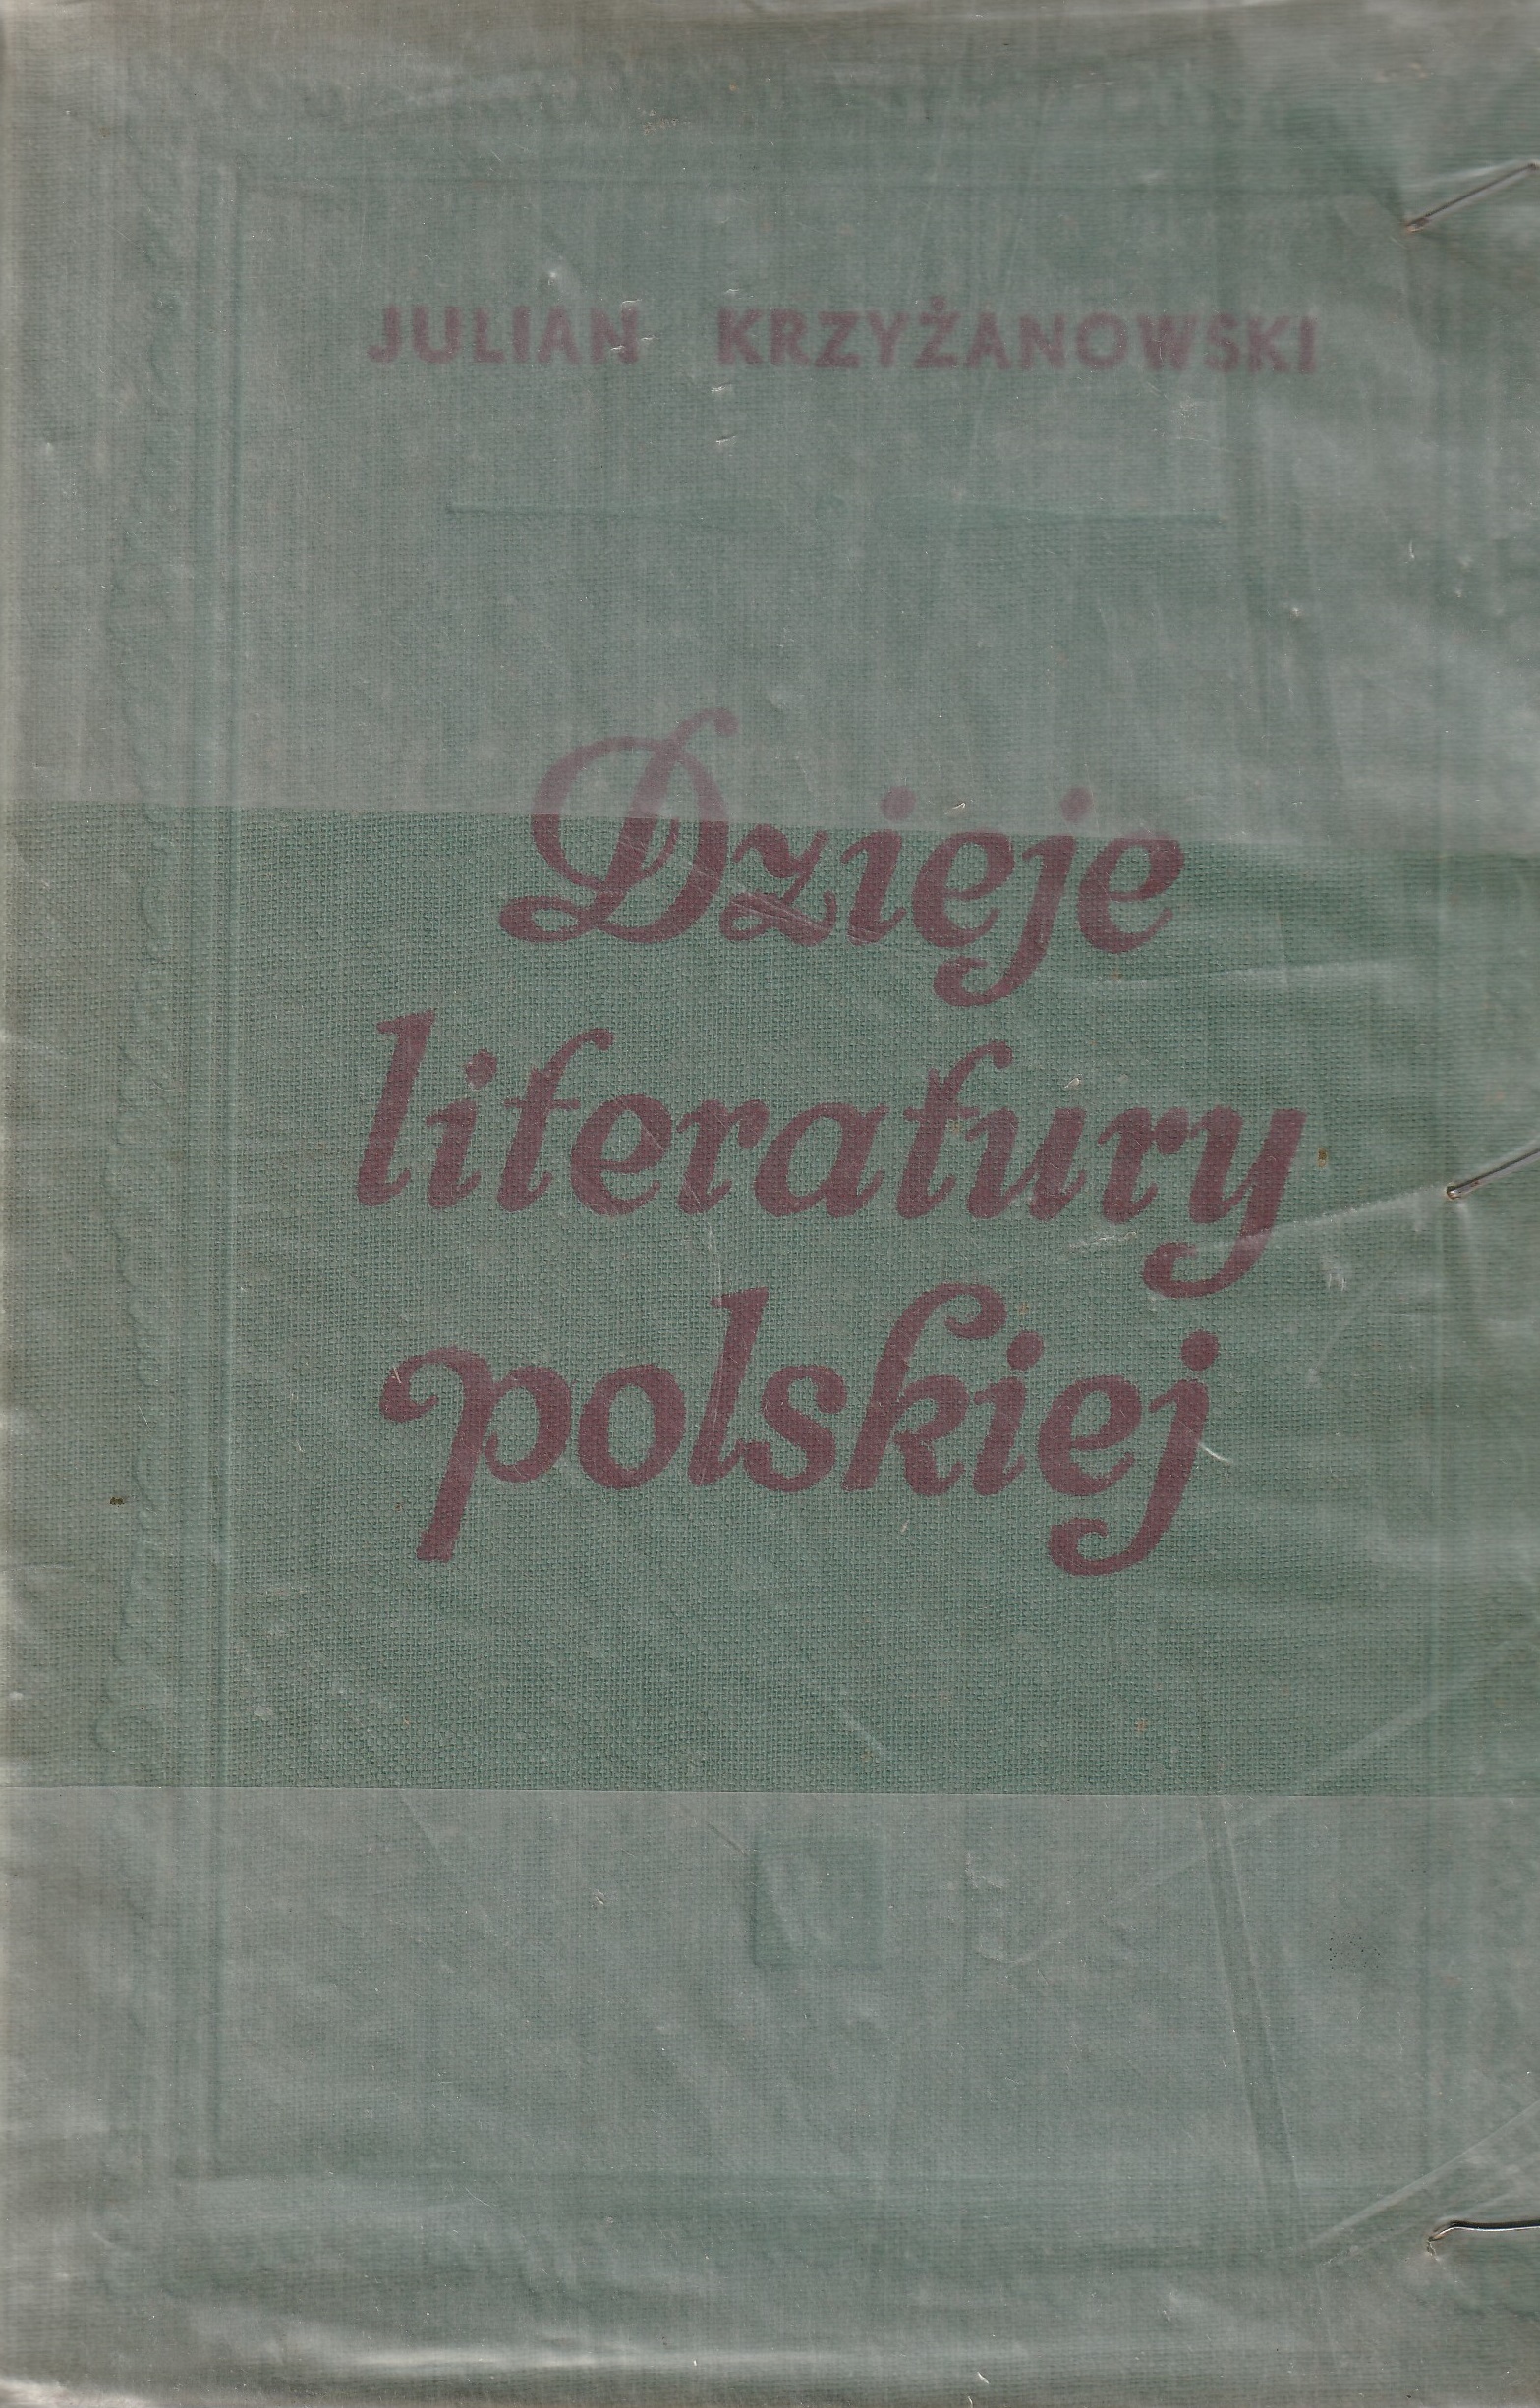 JULIAN KRZYŻANOWSKI
Dzieje
literatury
polskiej